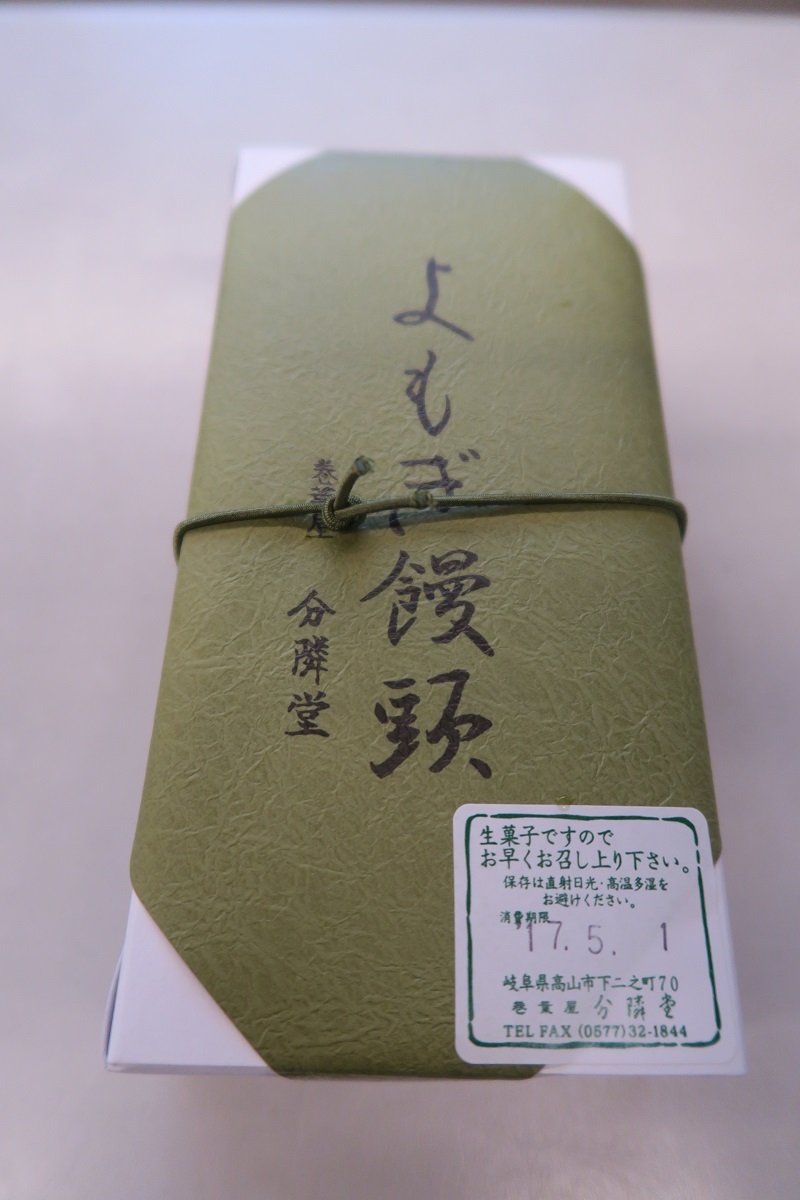 よもぎ饅頭
巻葉屋 分隣堂
生菓子ですので
お早くお召し上り下さい。
保存は直射日光・高温多湿を
お避けください。
消費期限
17.5.1
岐阜県高山市下二之町70
巻葉屋 分隣堂
TEL FAX (0577)32-1844